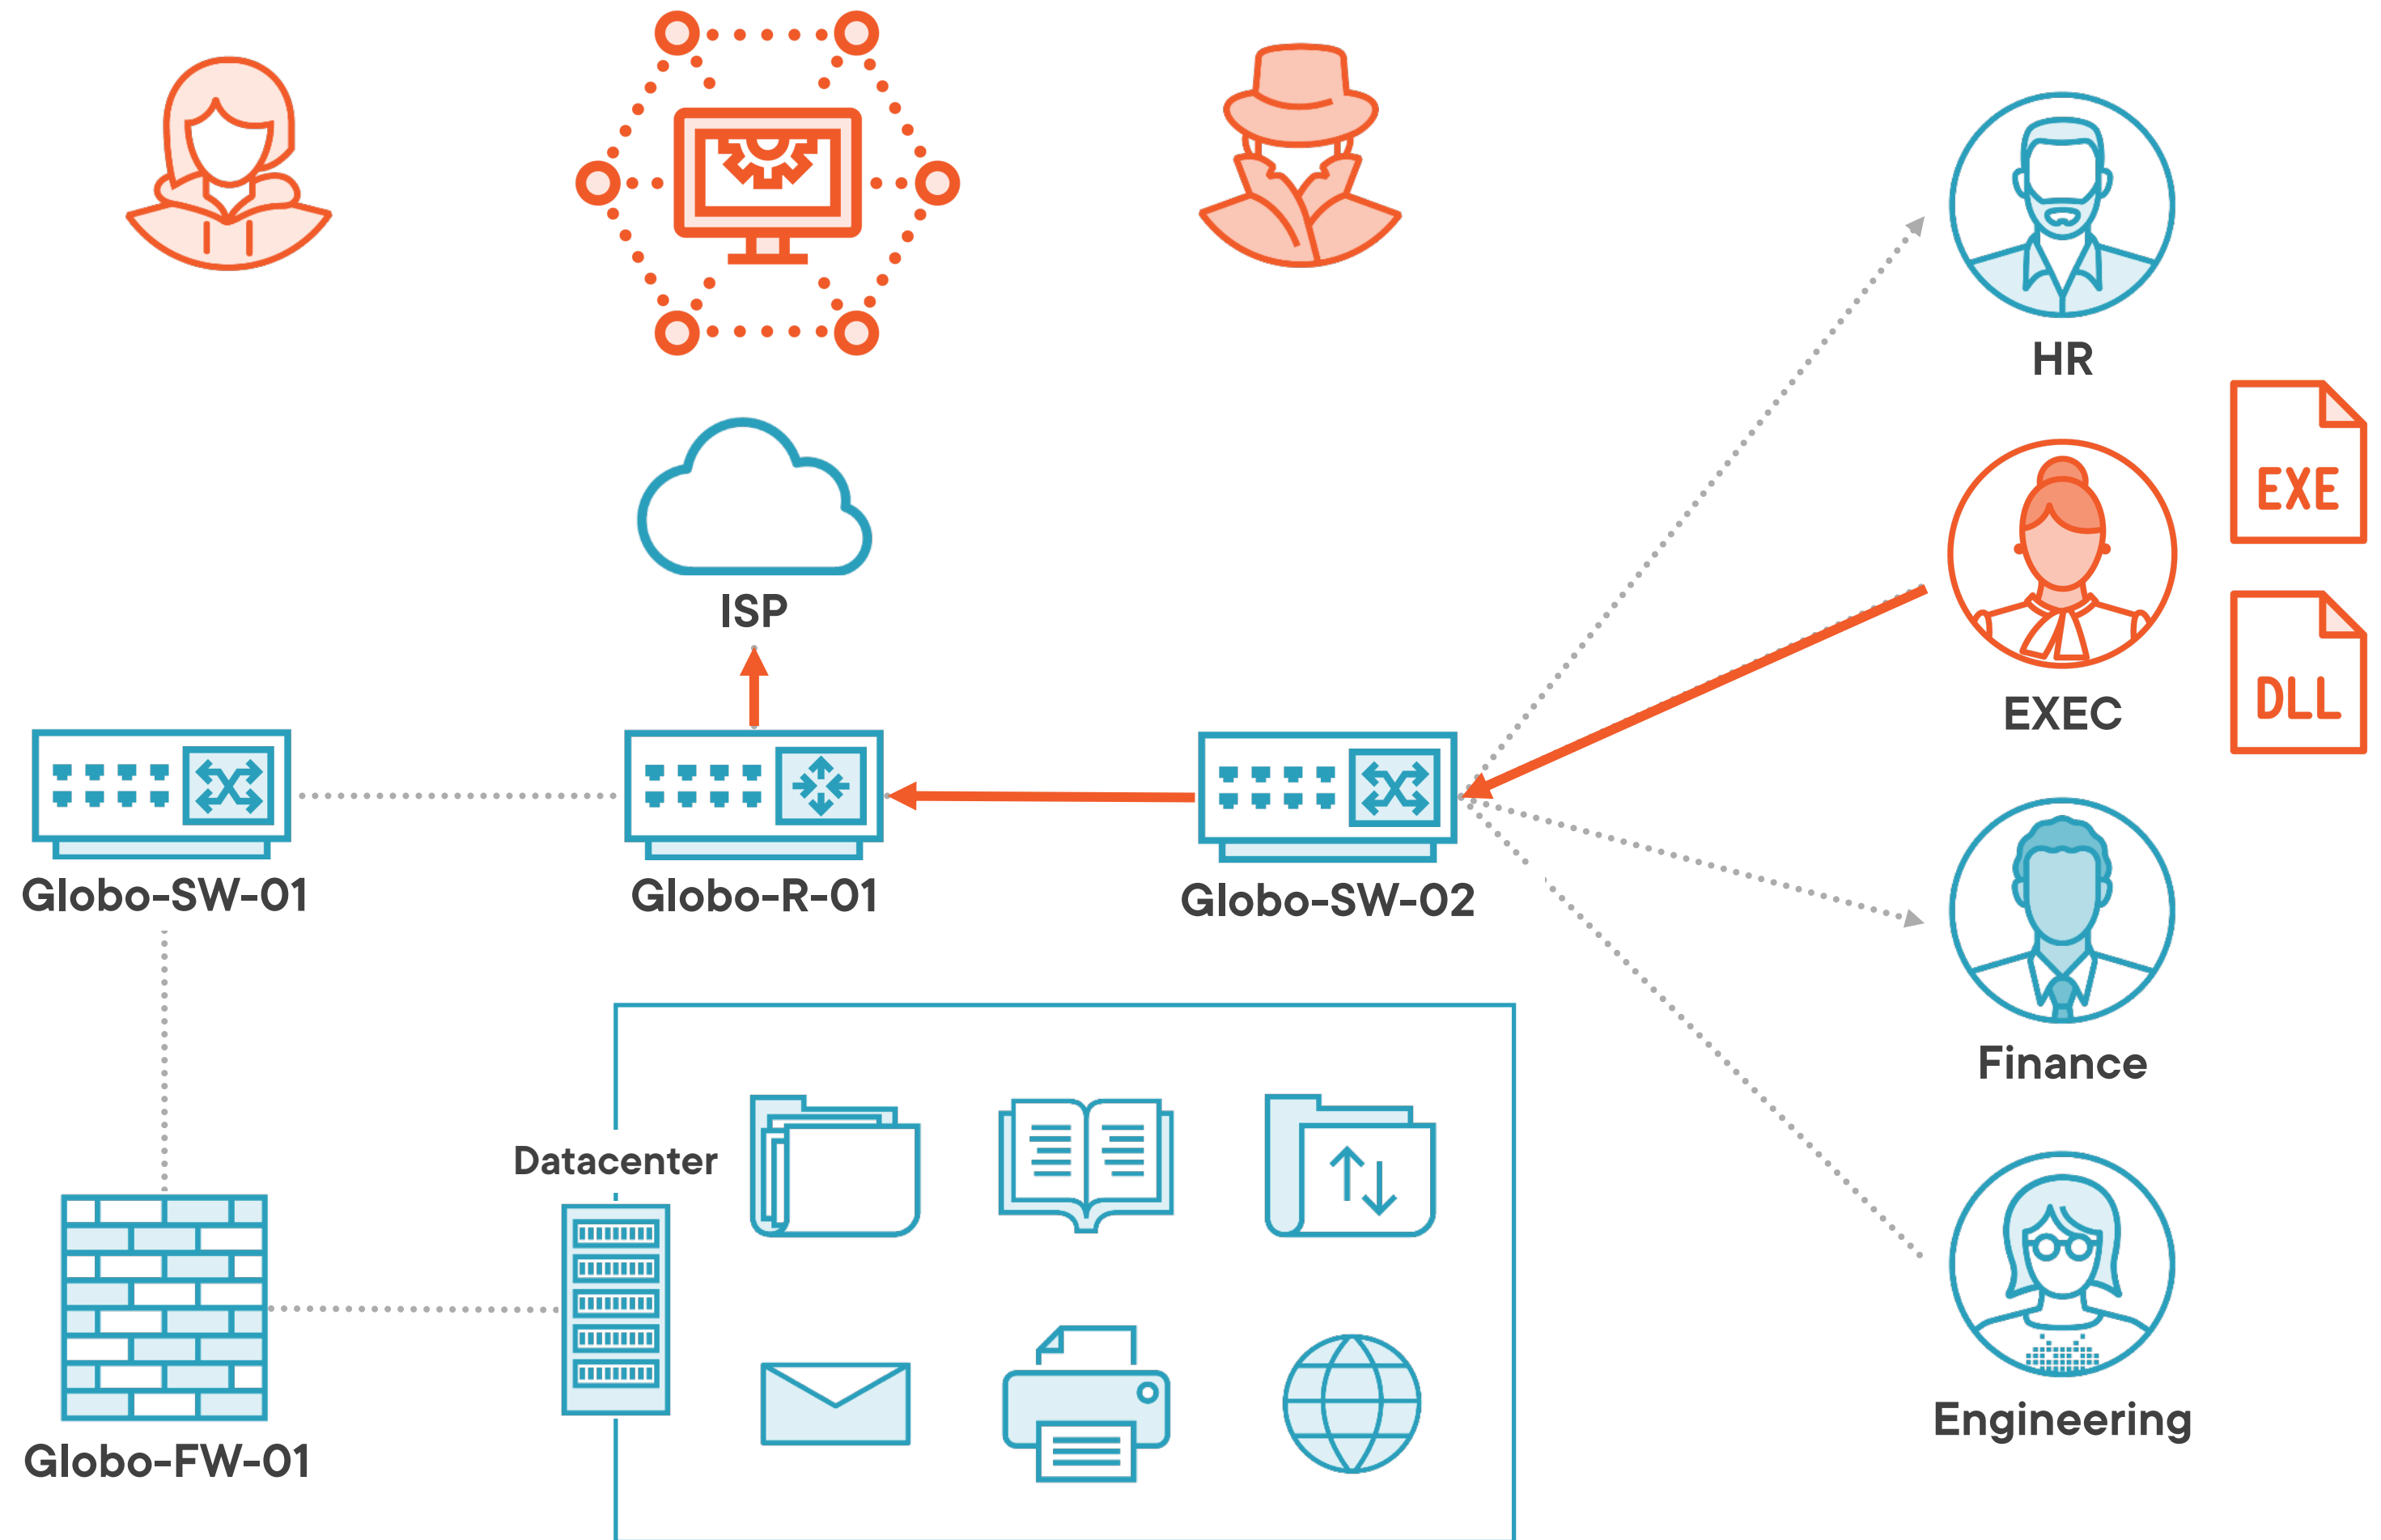 HR
EXE
ISP
EXEC
DLL
Globo-SW-01
Globo-R-01
Globo-SW-02
Finance
Datacenter
Engineering
Globo-FW-01